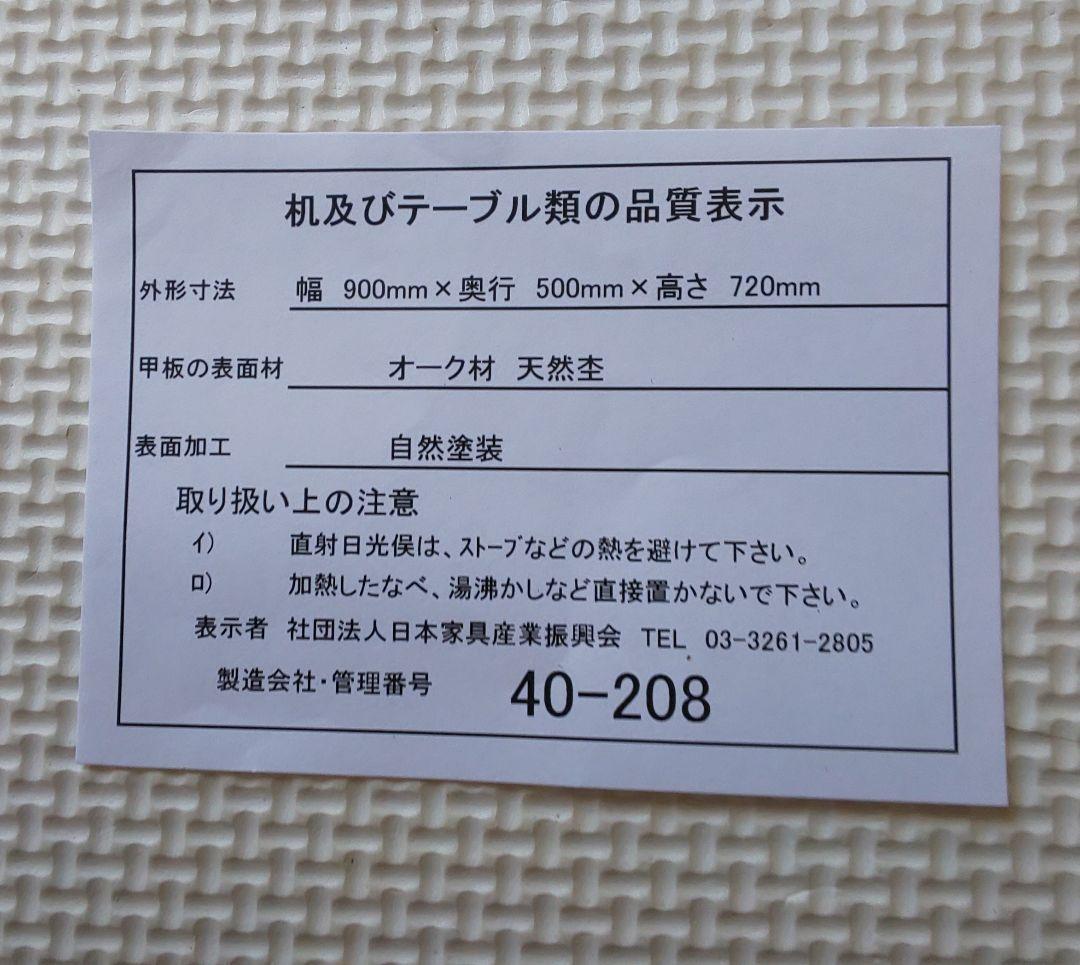 机及びテーブル類の品質表示
外形寸法 幅 900mm×奥行 500mm×高さ 720mm
甲板の表面材 オーク材 天然杢
表面加工 自然塗装
取り扱い上の注意
ｲ) 直射日光俣は、ｽﾄｰﾌﾞなどの熱を避けて下さい。
ﾛ) 加熱したなべ、湯沸かしなど直接置かないで下さい。
表示者 社団法人日本家具産業振興会 TEL 03-3261-2805
製造会社・管理番号 40-208